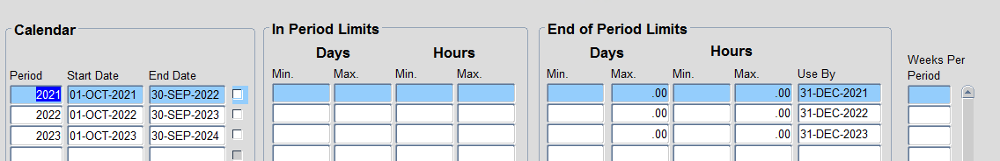 Calendar In Period Limits End of Period Limits
Days Hours Days Hours
Weeks Per
Period Start Date End Date Min. Max. Min. Max. Min. Max. Min. Max. Use By Period
2021 01-OCT-2021 30-SEP-2022 .00 .00 31-DEC-2021
2022 01-OCT-2022 30-SEP-2023 .00 .00 31-DEC-2022
2023 01-OCT-2023 30-SEP-2024 .00 .00 31-DEC-2023